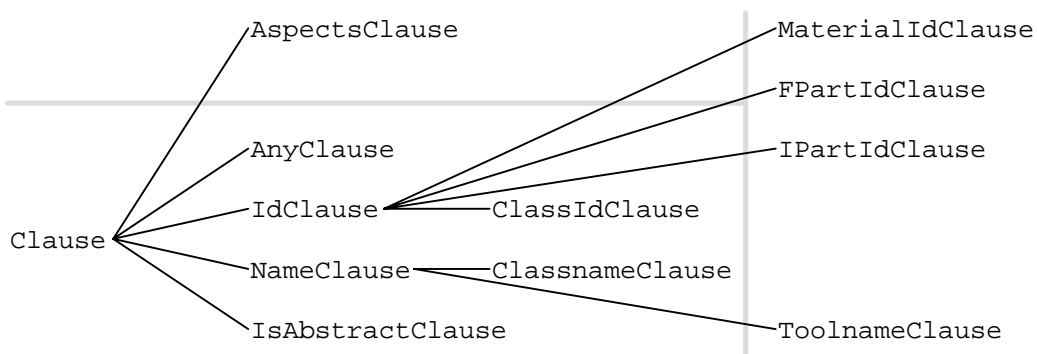 AspectsClause
MaterialIdClause
FPartIdClause
AnyClause
IPartIdClause
IdClause
ClassIdClause
Clause
NameClause
ClassnameClause
IsAbstractClause
ToolnameClause